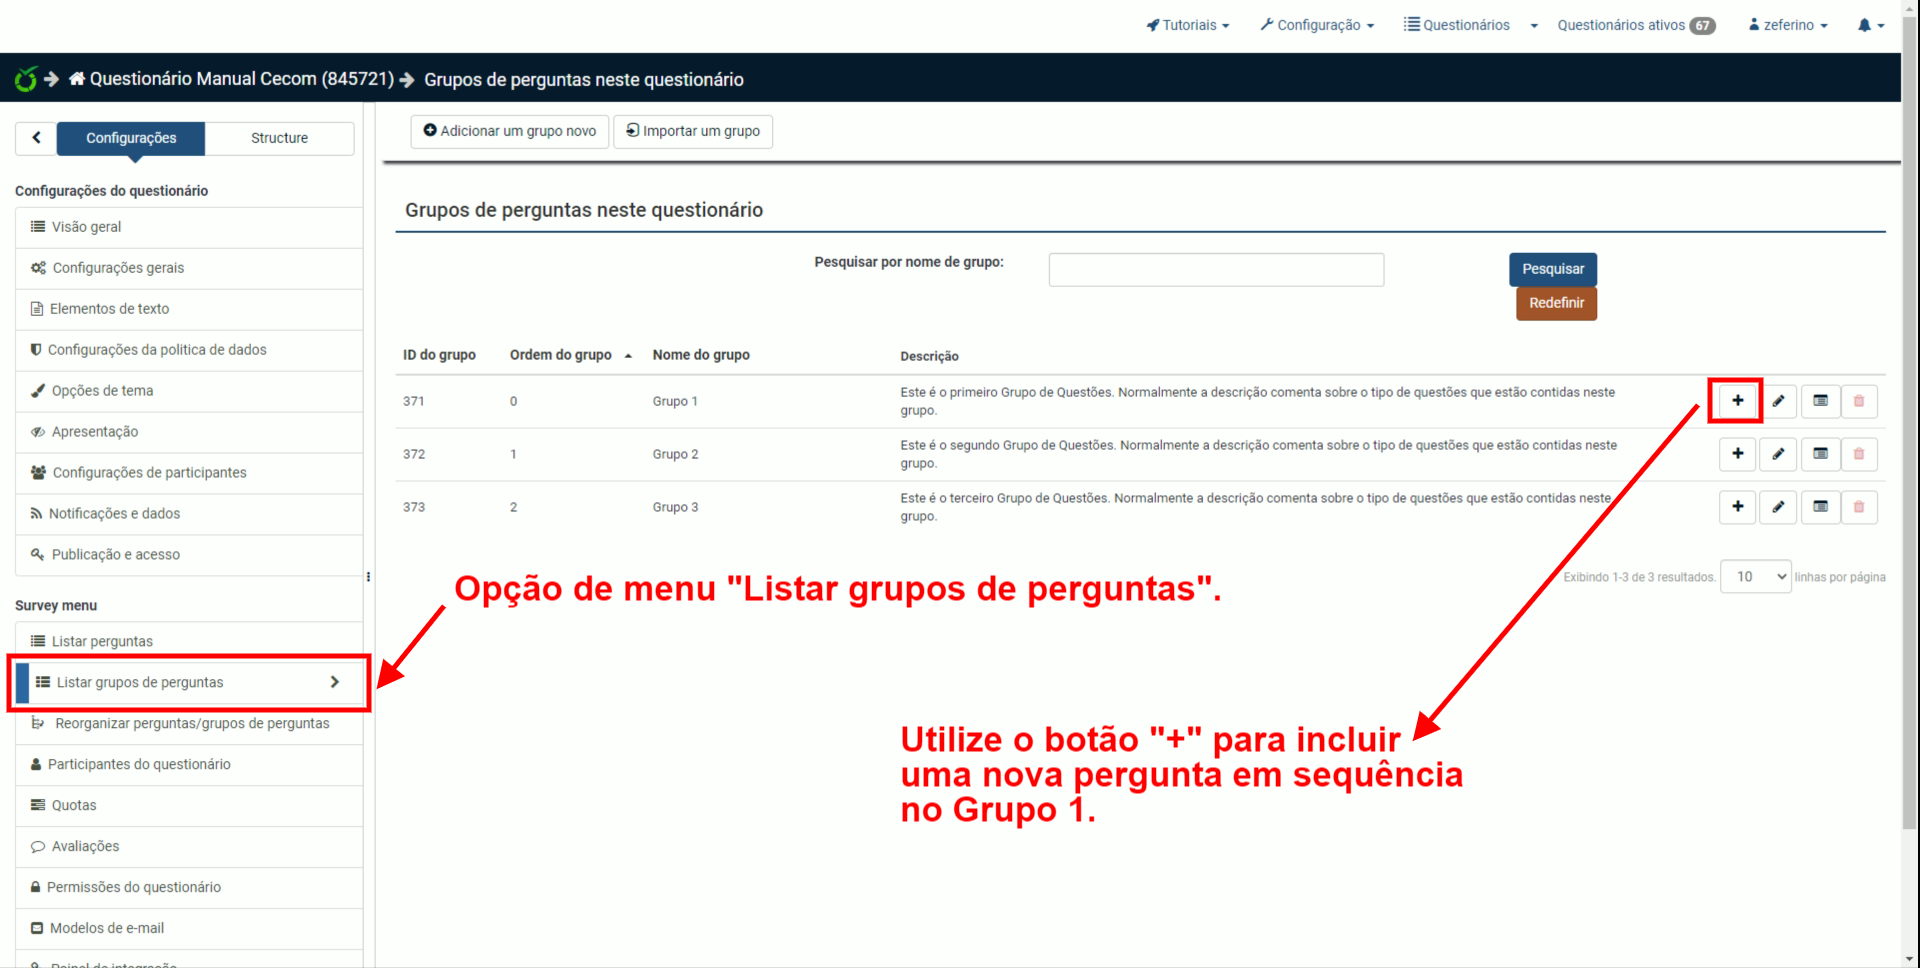 Tutoriais
Configuração
Questionários
Questionários ativos 67
zeferino
Questionário Manual Cecom (845721)
Grupos de perguntas neste questionário
Configurações
Structure
Adicionar um grupo novo
Importar um grupo
Configurações do questionário
Visão geral
Configurações gerais
Elementos de texto
Configurações da politica de dados
Opções de tema
Apresentação
Configurações de participantes
Notificações e dados
Publicação e acesso
Survey menu
Listar perguntas
Listar grupos de perguntas
Reorganizar perguntas/grupos de perguntas
Participantes do questionário
Quotas
Avaliações
Permissões do questionário
Modelos de e-mail
Painel de integração
Grupos de perguntas neste questionário
Pesquisar por nome de grupo:
Pesquisar
Redefinir
ID do grupo Ordem do grupo Nome do grupo Descrição
371 0 Grupo 1 Este é o primeiro Grupo de Questões. Normalmente a descrição comenta sobre o tipo de questões que estão contidas neste
grupo.
372 1 Grupo 2 Este é o segundo Grupo de Questões. Normalmente a descrição comenta sobre o tipo de questões que estão contidas neste
grupo.
373 2 Grupo 3 Este é o terceiro Grupo de Questões. Normalmente a descrição comenta sobre o tipo de questões que estão contidas neste
grupo.
Exibindo 1-3 de 3 resultados. 10 linhas por página
Opção de menu "Listar grupos de perguntas".
Utilize o botão "+" para incluir
uma nova pergunta em sequência
no Grupo 1.